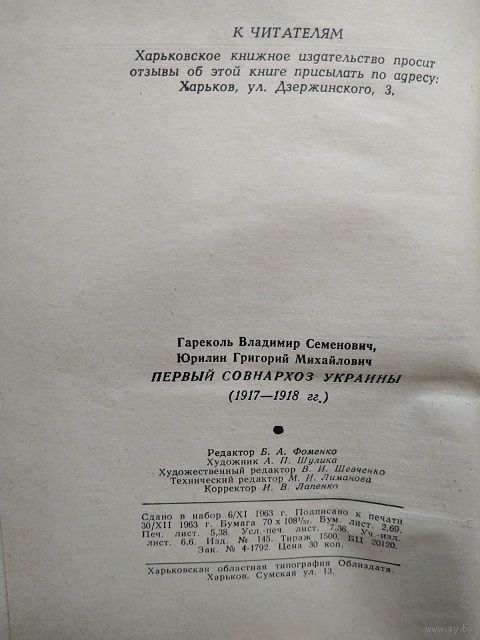 К ЧИТАТЕЛЯМ
Харьковское книжное издательство просит
отзывы об этой книге присылать по адресу:
Харьков, ул. Дзержинского, 3.
Гареколь Владимир Семенович,
Юрилин Григорий Михайлович
ПЕРВЫЙ СОВНАРХОЗ УКРАИНЫ
(1917—1918 гг.)
Редактор Б. А. Фоменко
Художник А. П. Шулика
Художественный редактор В. И. Шевченко
Технический редактор М. И. Лиманова
Корректор И. В. Лапенко
Сдано в набор 6/XI 1963 г. Подписано к печати
30/XII 1963 г. Бумага 70 х 108¹/₃₂. Бум. лист. 2,69.
Печ. лист. 5,38. Усл.-печ. лист. 7,36. Уч.-изд.
лист. 6,6. Изд. № 145. Тираж 1500. БЦ 20120.
Зак. № 4-1792. Цена 30 коп.
Харьковская областная типография Облиздата.
Харьков, Сумская ул. 13.
www.ay.by